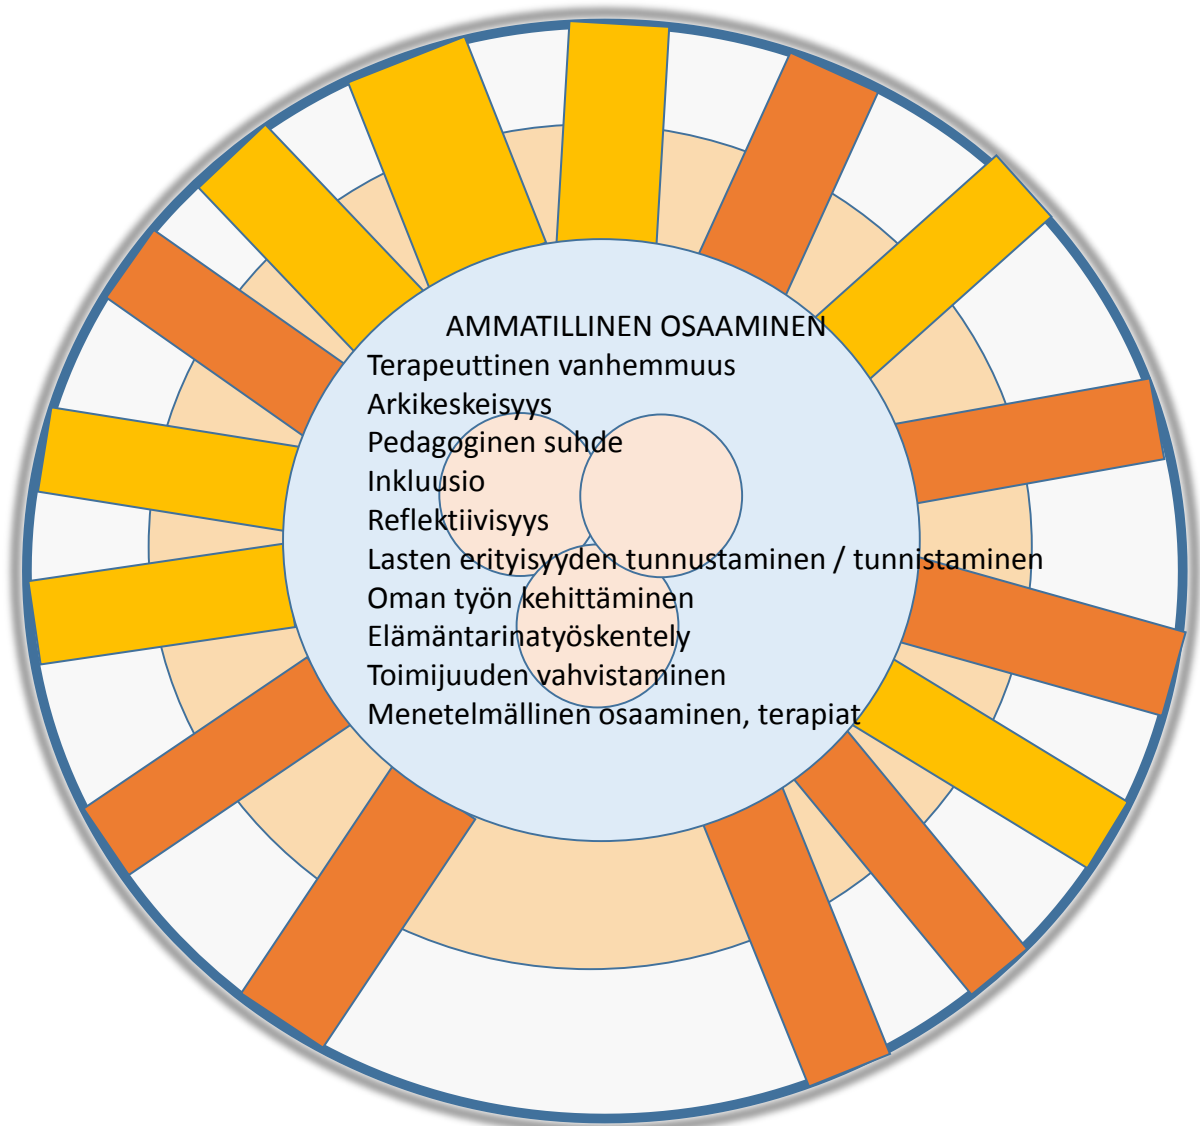 AMMATILLINEN OSAAMINEN
Terapeuttinen vanhemmuus
Arkikeskeisyys
Pedagoginen suhde
Inkluusio
Reflektiivisyys
Lasten erityisyyden tunnustaminen / tunnistaminen
Oman työn kehittäminen
Elämäntarinatyöskentely
Toimijuuden vahvistaminen
Menetelmällinen osaaminen, terapiat